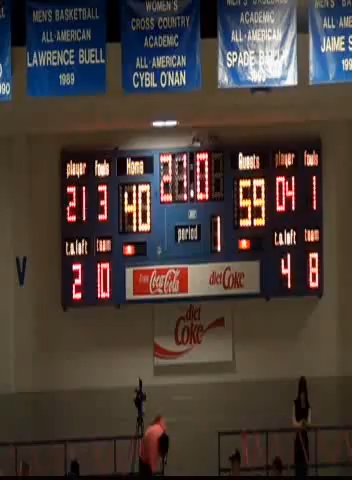 MEN'S BASKETBALL
ALL-AMERICAN
LAWRENCE BUELL
1989
WOMEN'S
CROSS COUNTRY
ACADEMIC
ALL-AMERICAN
CYBIL O'NAN
ACADEMIC
ALL-AMERICAN
SPADE
ACADEMIC
ALL-AMERICAN
JAIME S
player fouls Home Guests player fouls
21 3 40 21:0 59 04 1
t.o.left team period 1 t.o.left team
2 10 4 8
Coca-Cola diet Coke
diet
Coke
V